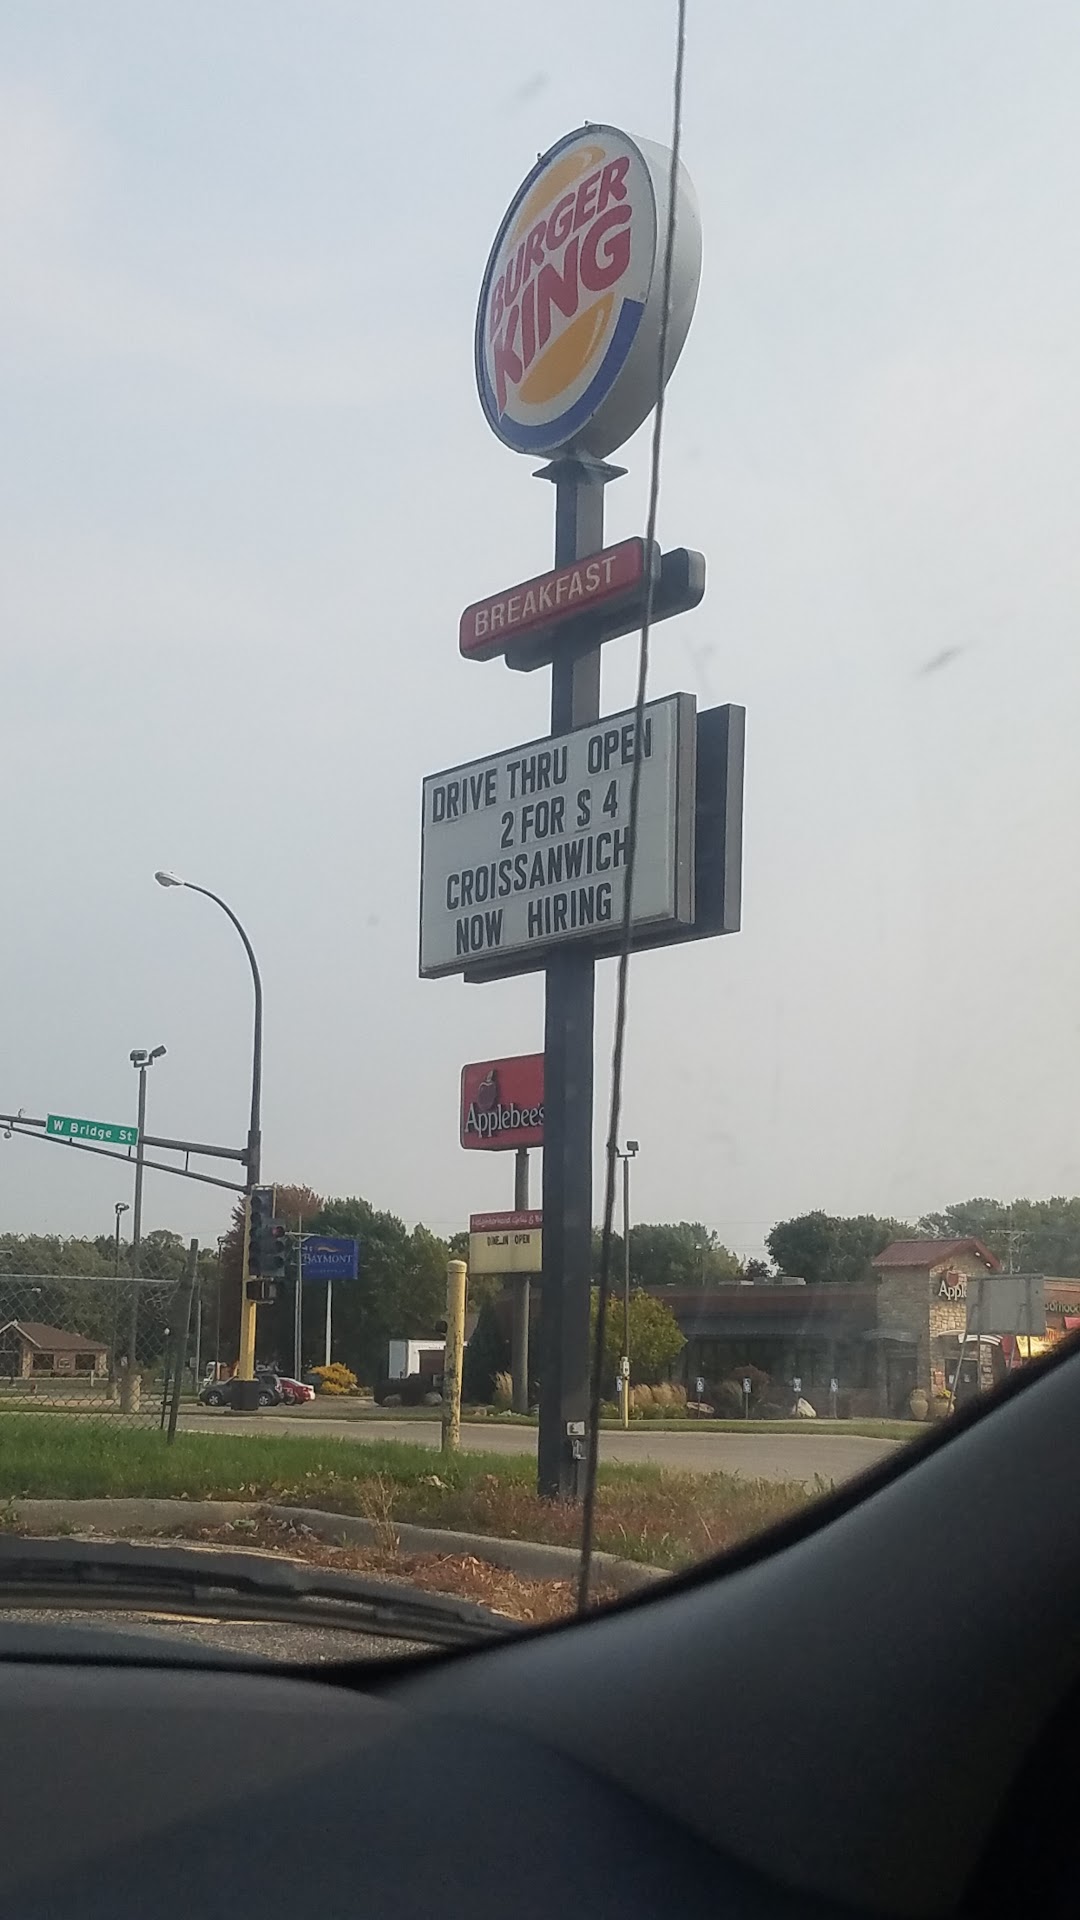 BURGER
KING
BREAKFAST
DRIVE THRU OPEN
2 FOR $ 4
CROISSANWICH
NOW HIRING
Applebee's
W Bridge St
DINE IN OPEN
BAYMONT
Apple